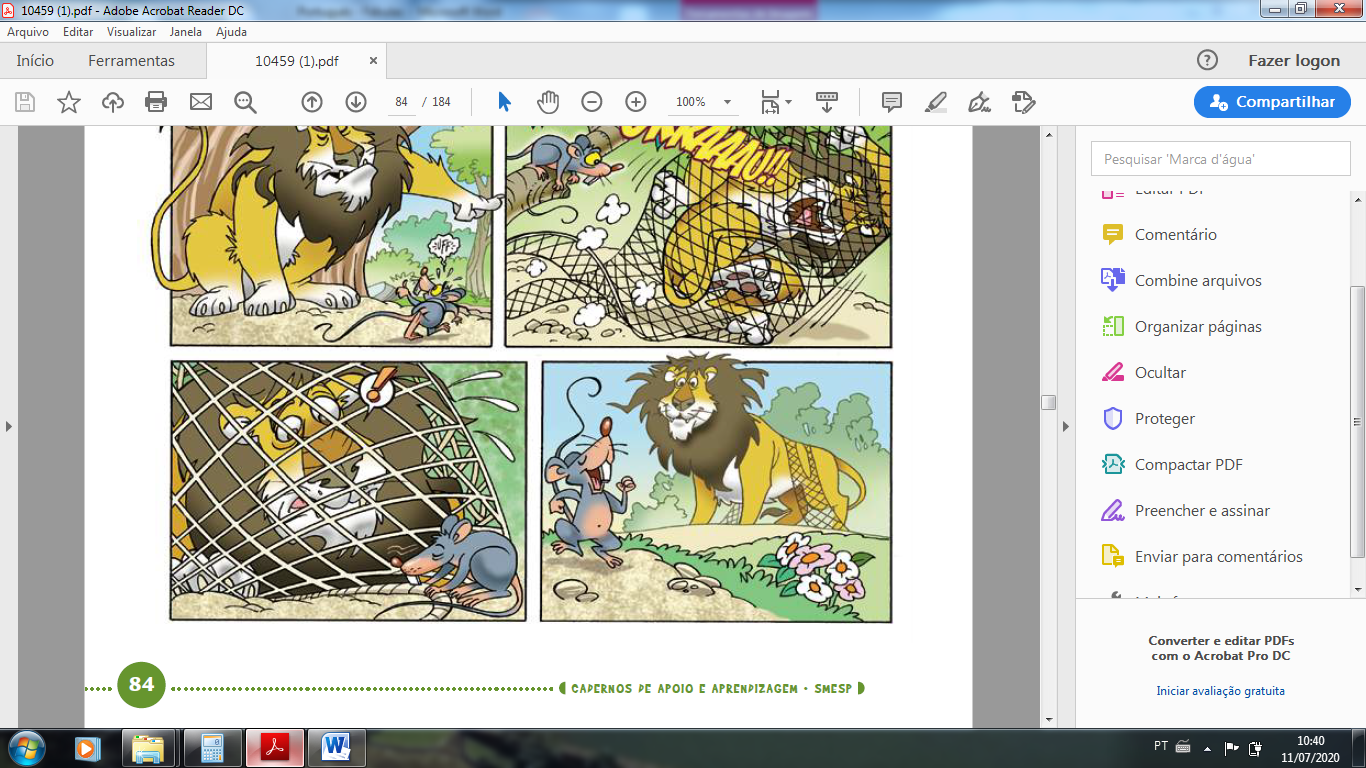 10459 (1).pdf - Adobe Acrobat Reader DC
Arquivo Editar Visualizar Janela Ajuda
Início Ferramentas 10459 (1).pdf × ? Fazer logon
84 / 184 100% Compartilhar
UFF
Pesquisar 'Marca d'água'
Editar PDF
Comentário
Combine arquivos
Organizar páginas
Ocultar
Proteger
Compactar PDF
Preencher e assinar
Enviar para comentários
Converter e editar PDFs
com o Acrobat Pro DC
Iniciar avaliação gratuita
!
84 CADERNOS DE APOIO E APRENDIZAGEM • SMESP
PT 10:40
11/07/2020